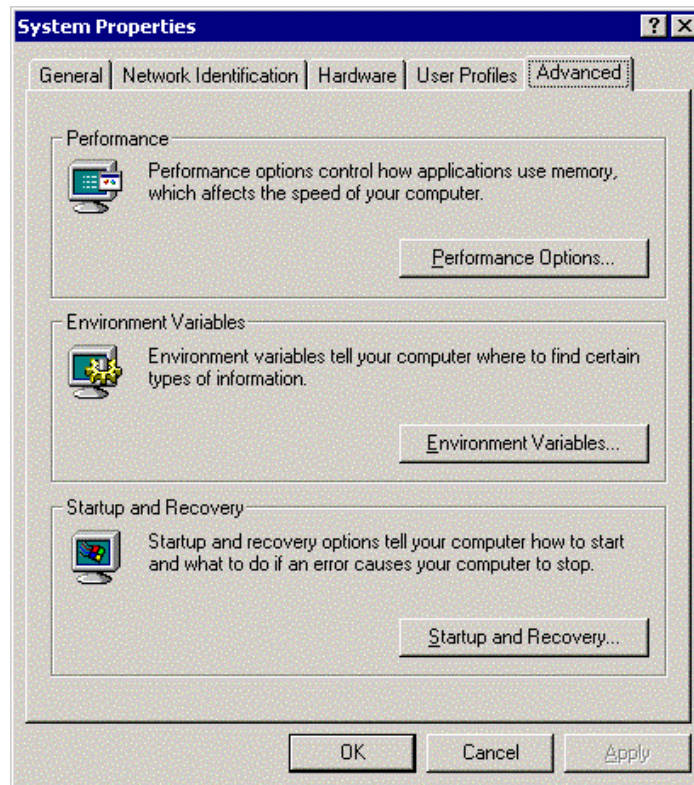 System Properties
General
Network Identification
Hardware
User Profiles
Advanced
Performance
Performance options control how applications use memory,
which affects the speed of your computer.
Performance Options...
Environment Variables
Environment variables tell your computer where to find certain
types of information.
Environment Variables...
Startup and Recovery
Startup and recovery options tell your computer how to start
and what to do if an error causes your computer to stop.
Startup and Recovery...
OK
Cancel
Apply